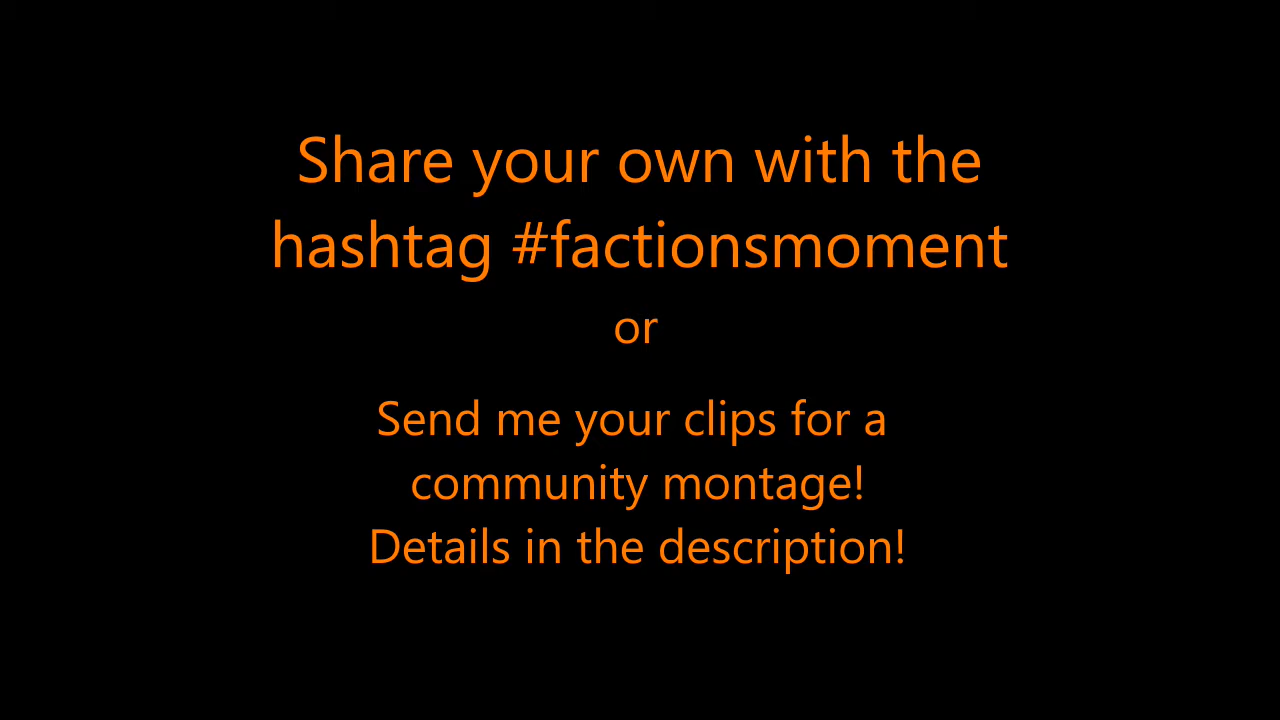 Share your own with the
hashtag #factionsmoment
or
Send me your clips for a
community montage!
Details in the description!